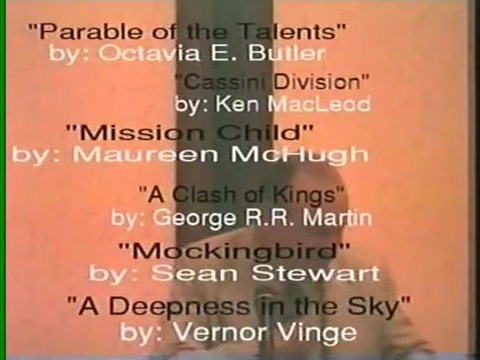 "Parable of the Talents"
by: Octavia E. Butler
"Cassini Division"
by: Ken MacLeod
"Mission Child"
by: Maureen McHugh
"A Clash of Kings"
by: George R.R. Martin
"Mockingbird"
by: Sean Stewart
"A Deepness in the Sky"
by: Vernor Vinge